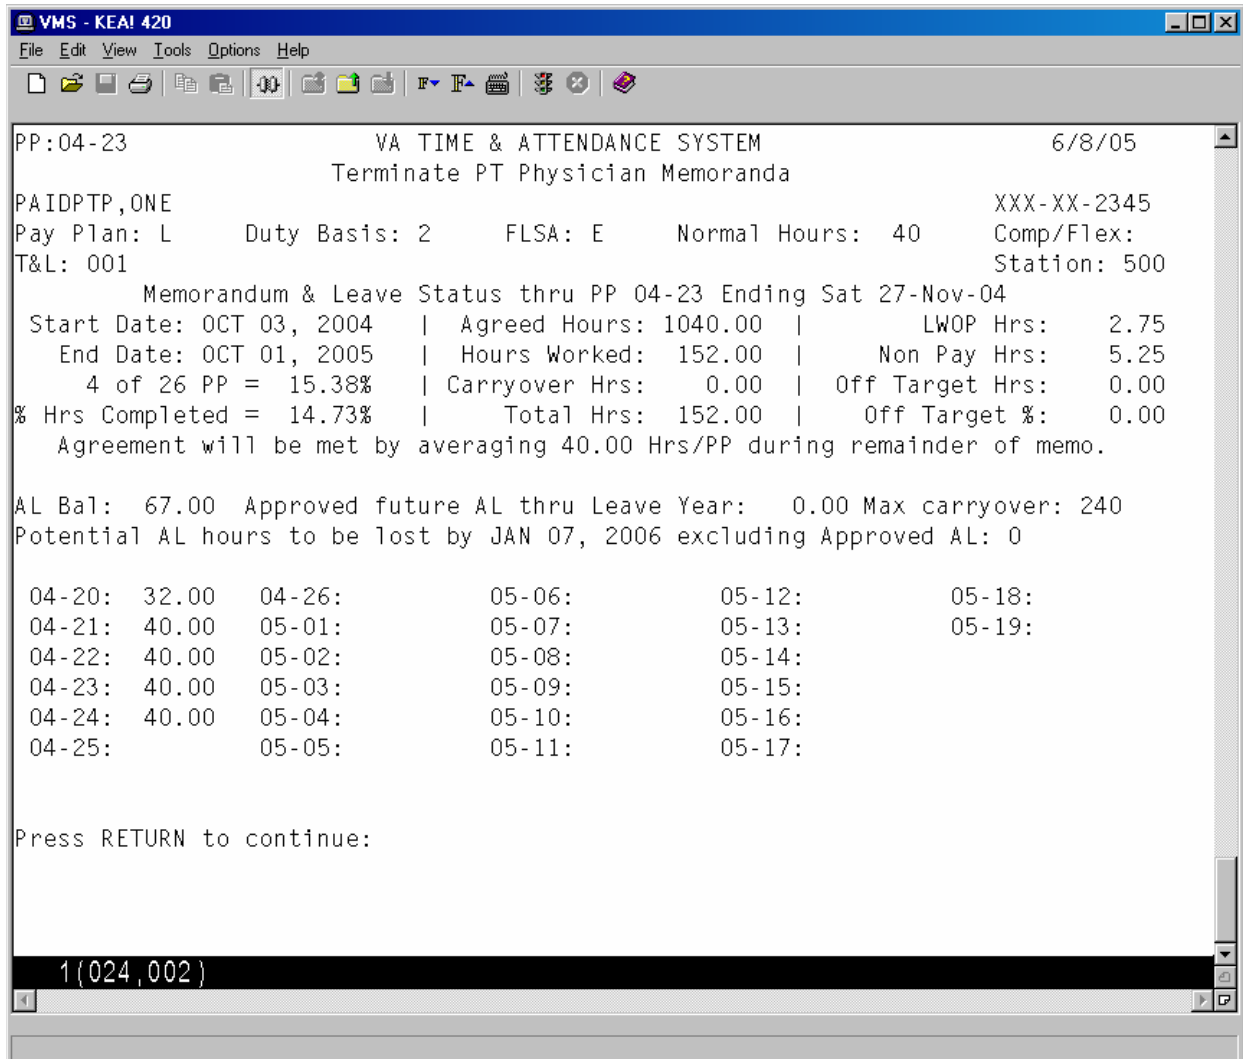 VMS - KEA! 420
File Edit View Tools Options Help
PP:04-23 VA TIME & ATTENDANCE SYSTEM 6/8/05
Terminate PT Physician Memoranda
PAIDPTP,ONE XXX-XX-2345
Pay Plan: L Duty Basis: 2 FLSA: E Normal Hours: 40 Comp/Flex:
T&L: 001 Station: 500
Memorandum & Leave Status thru PP 04-23 Ending Sat 27-Nov-04
Start Date: OCT 03, 2004 | Agreed Hours: 1040.00 | LWOP Hrs: 2.75
End Date: OCT 01, 2005 | Hours Worked: 152.00 | Non Pay Hrs: 5.25
4 of 26 PP = 15.38% | Carryover Hrs: 0.00 | Off Target Hrs: 0.00
% Hrs Completed = 14.73% | Total Hrs: 152.00 | Off Target %: 0.00
Agreement will be met by averaging 40.00 Hrs/PP during remainder of memo.
AL Bal: 67.00 Approved future AL thru Leave Year: 0.00 Max carryover: 240
Potential AL hours to be lost by JAN 07, 2006 excluding Approved AL: 0
04-20: 32.00 04-26: 05-06: 05-12: 05-18:
04-21: 40.00 05-01: 05-07: 05-13: 05-19:
04-22: 40.00 05-02: 05-08: 05-14:
04-23: 40.00 05-03: 05-09: 05-15:
04-24: 40.00 05-04: 05-10: 05-16:
04-25: 05-05: 05-11: 05-17:
Press RETURN to continue:
1(024,002)